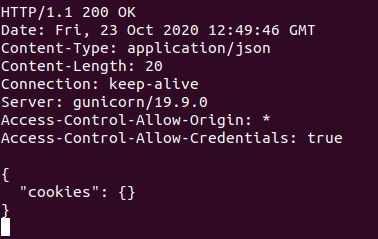 HTTP/1.1 200 OK
Date: Fri, 23 Oct 2020 12:49:46 GMT
Content-Type: application/json
Content-Length: 20
Connection: keep-alive
Server: gunicorn/19.9.0
Access-Control-Allow-Origin: *
Access-Control-Allow-Credentials: true

{
  "cookies": {}
}